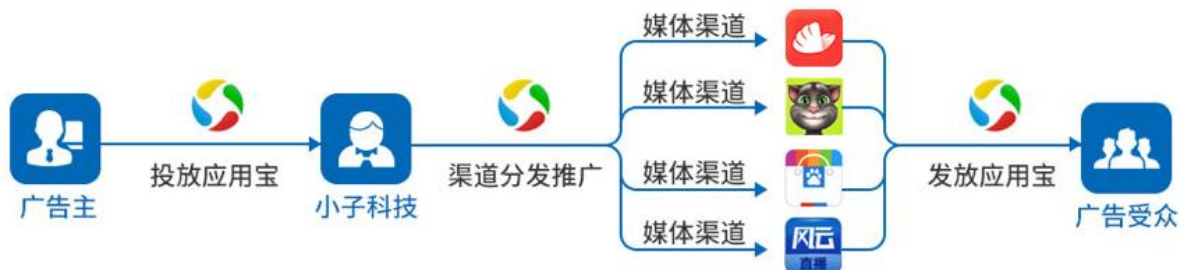 媒体渠道
媒体渠道
投放应用宝
渠道分发推广
发放应用宝
媒体渠道
广告主
小子科技
广告受众
媒体渠道
风云
直播